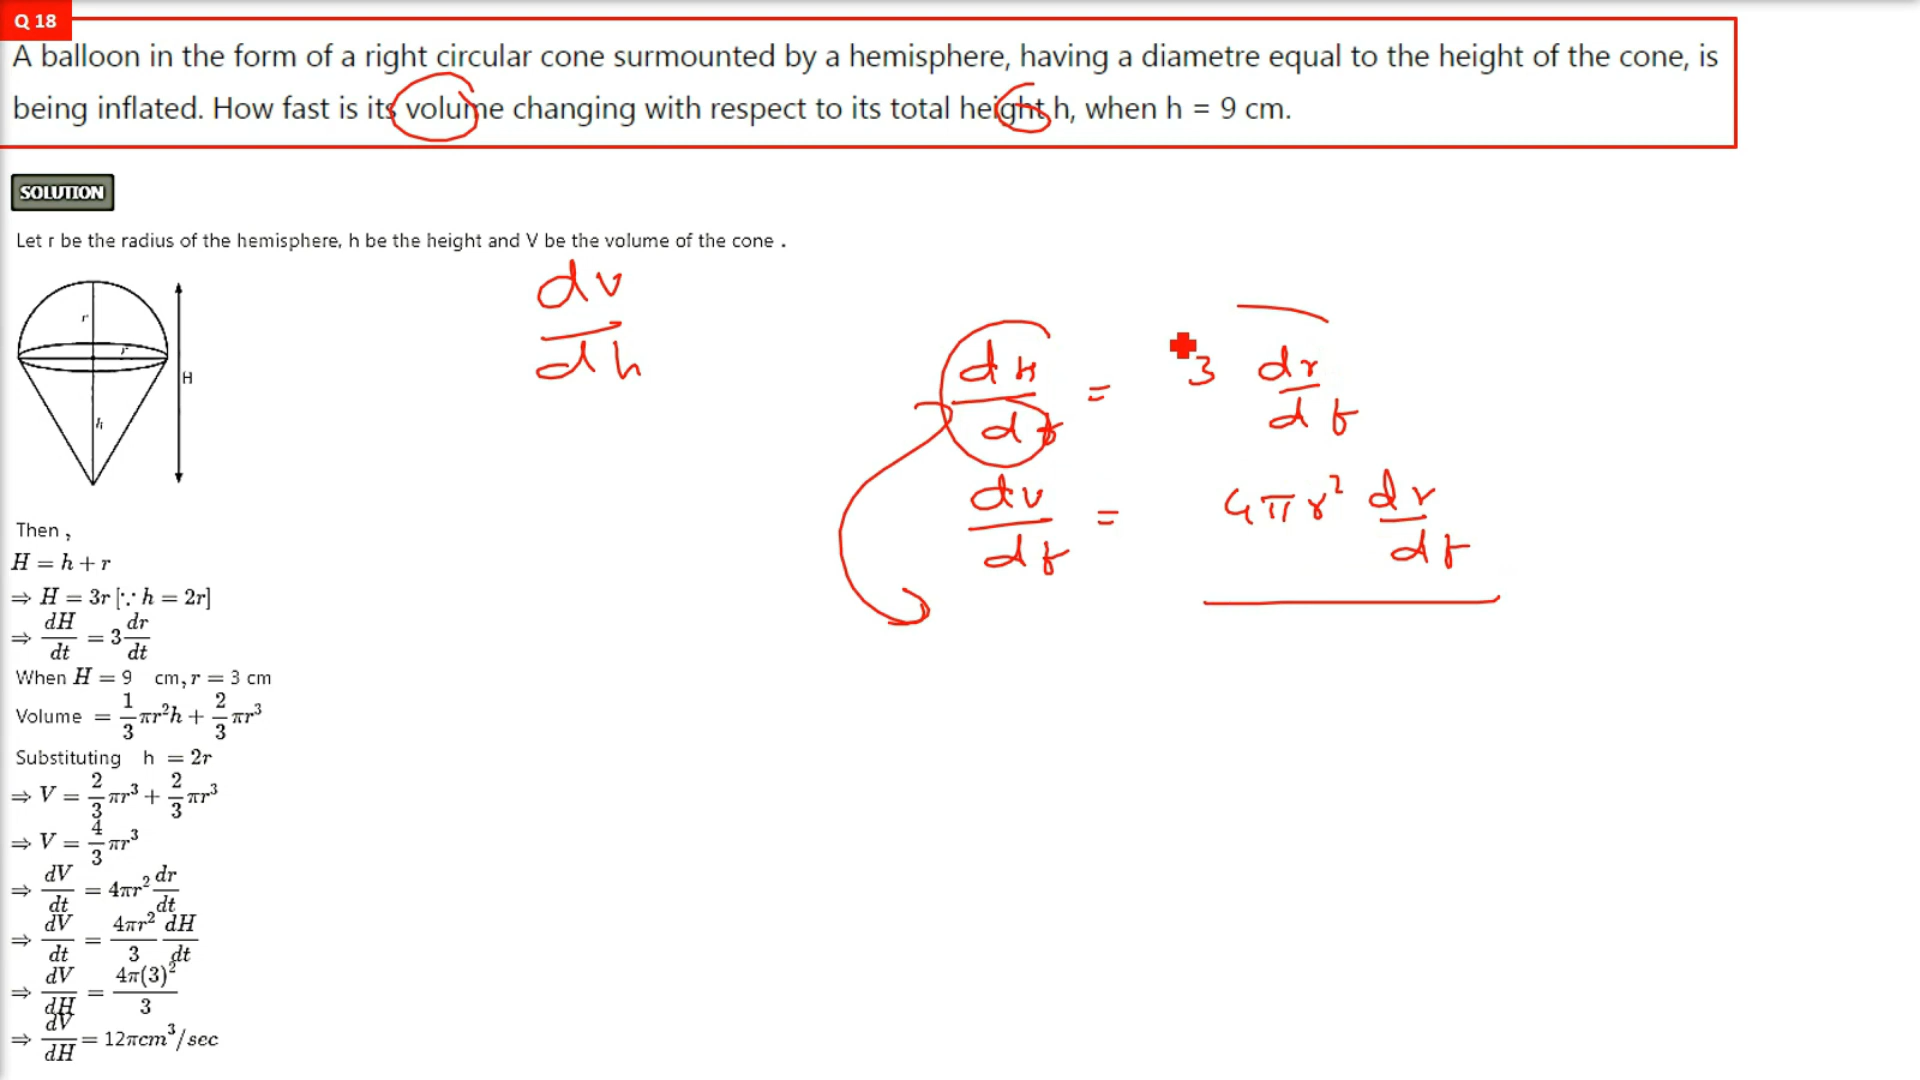 Q 18
A balloon in the form of a right circular cone surmounted by a hemisphere, having a diametre equal to the height of the cone, is
being inflated. How fast is its volume changing with respect to its total height h, when h = 9 cm.
SOLUTION
Let r be the radius of the hemisphere, h be the height and V be the volume of the cone .
r
r
H
h
dv/dh
dH/dt = 3 dr/dt
dv/dt = 4πr² dr/dt
Then ,
H = h + r
⇒ H = 3r [∵ h = 2r]
⇒ dH/dt = 3 dr/dt
When H = 9 cm, r = 3 cm
Volume = 1/3 πr²h + 2/3 πr³
Substituting h = 2r
⇒ V = 2/3 πr³ + 2/3 πr³
⇒ V = 4/3 πr³
⇒ dV/dt = 4πr² dr/dt
⇒ dV/dt = 4πr²/3 dH/dt
⇒ dV/dH = 4π(3)²/3
⇒ dV/dH = 12πcm³/sec